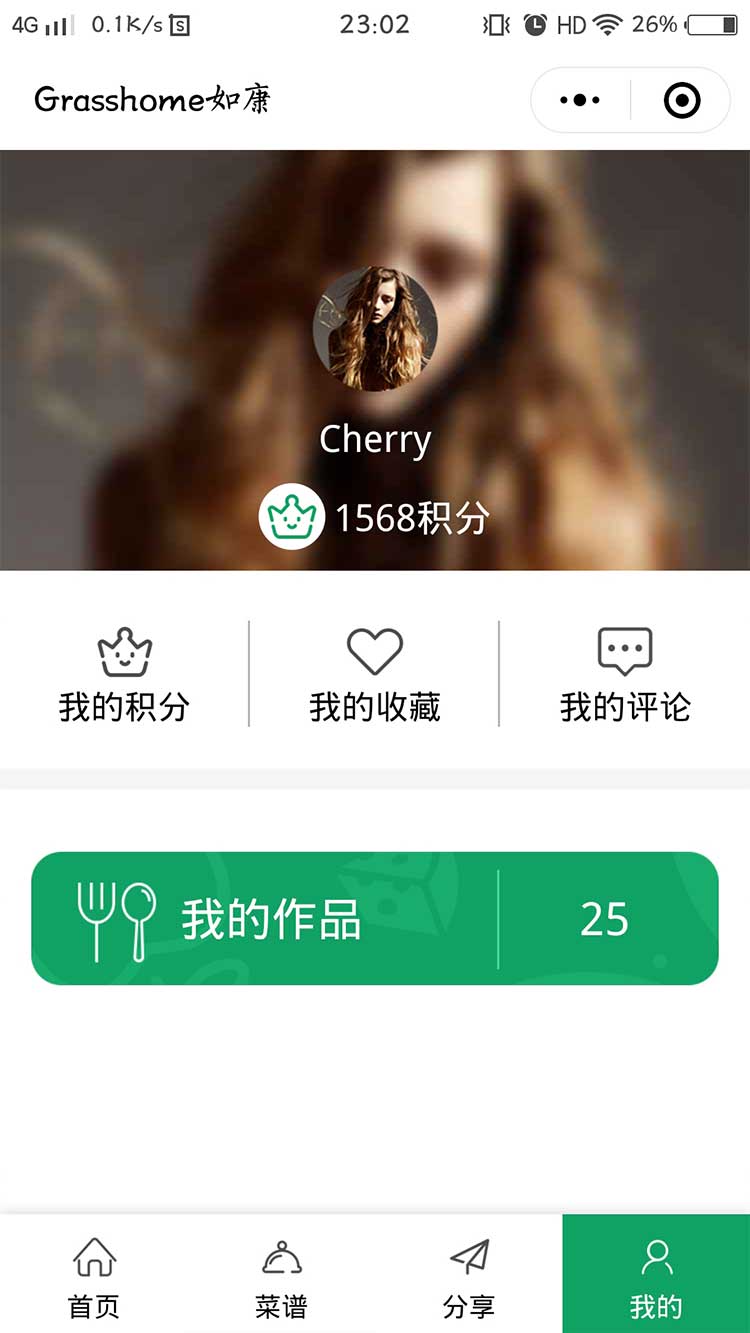 4G 0.1K/s 23:02 HD 26%
Grasshome如康
Cherry
1568积分
我的积分 我的收藏 我的评论
我的作品 25
首页 菜谱 分享 我的